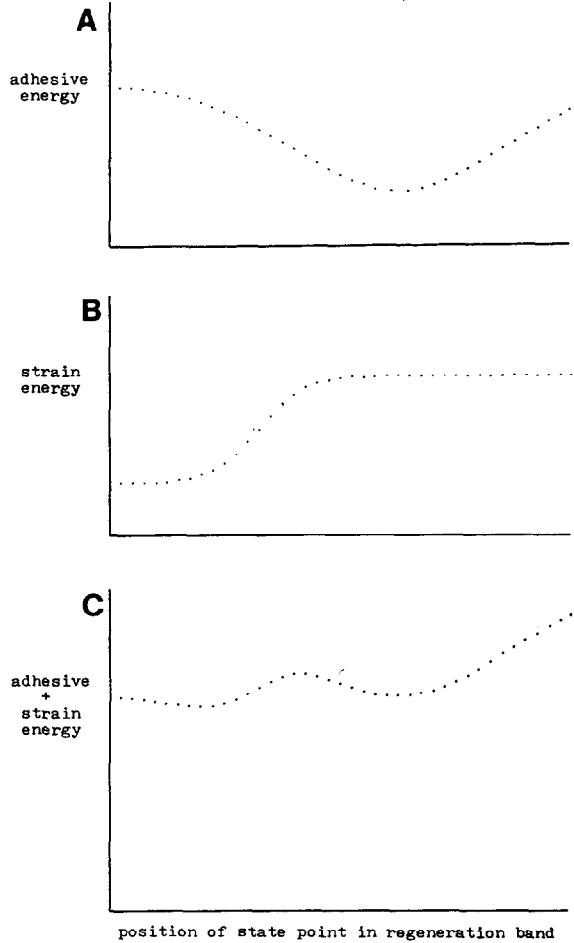 A
adhesive
energy
B
strain
energy
C
adhesive
+
strain
energy
position of state point in regeneration band